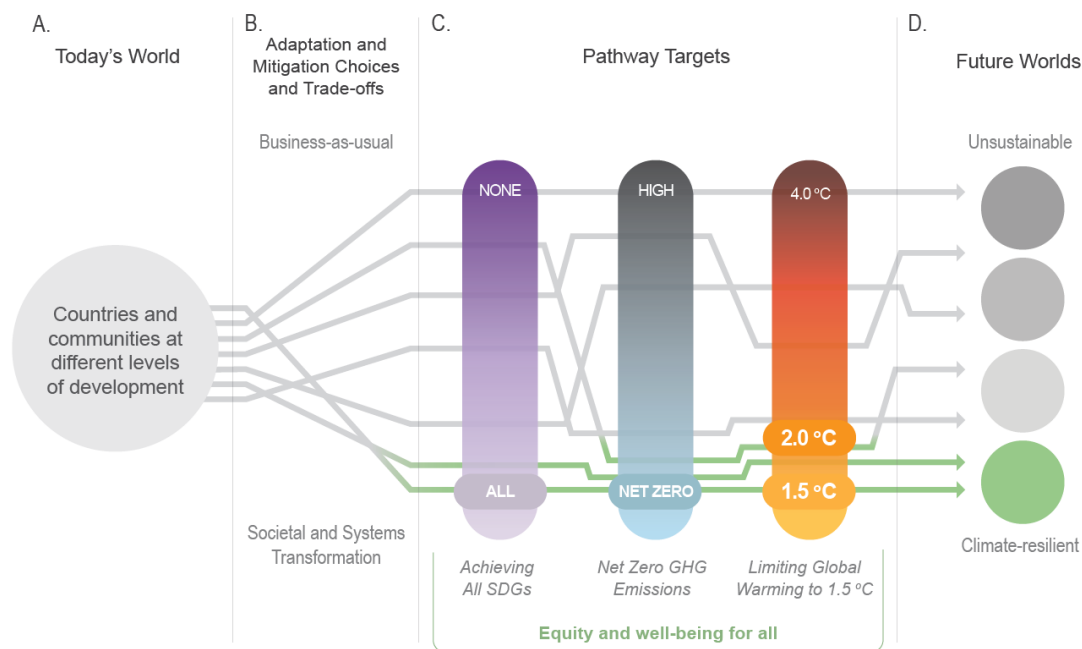 A.
Today's World
Countries and
communities at
different levels
of development
B.
Adaptation and
Mitigation Choices
and Trade-offs
Business-as-usual
Societal and Systems
Transformation
C.
Pathway Targets
NONE
ALL
Achieving
All SDGs
HIGH
NET ZERO
Net Zero GHG
Emissions
4.0 °C
2.0 °C
1.5 °C
Limiting Global
Warming to 1.5 °C
Equity and well-being for all
D.
Future Worlds
Unsustainable
Climate-resilient